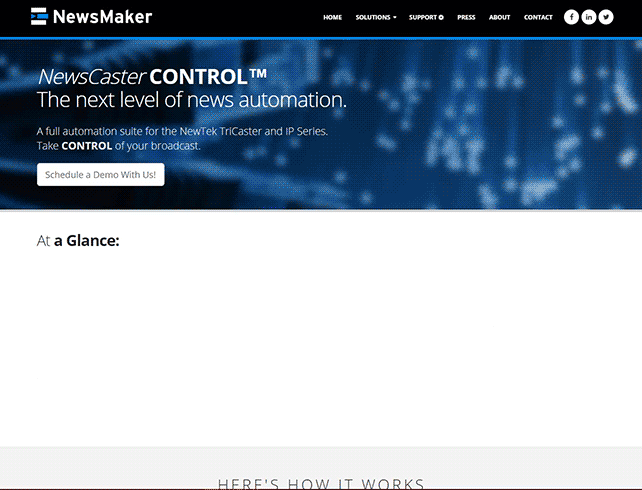 NewsMaker
HOME SOLUTIONS SUPPORT PRESS ABOUT CONTACT
NewsCaster CONTROL™
The next level of news automation.
A full automation suite for the NewTek TriCaster and IP Series.
Take CONTROL of your broadcast.
Schedule a Demo With Us!
At a Glance:
HERE'S HOW IT WORKS